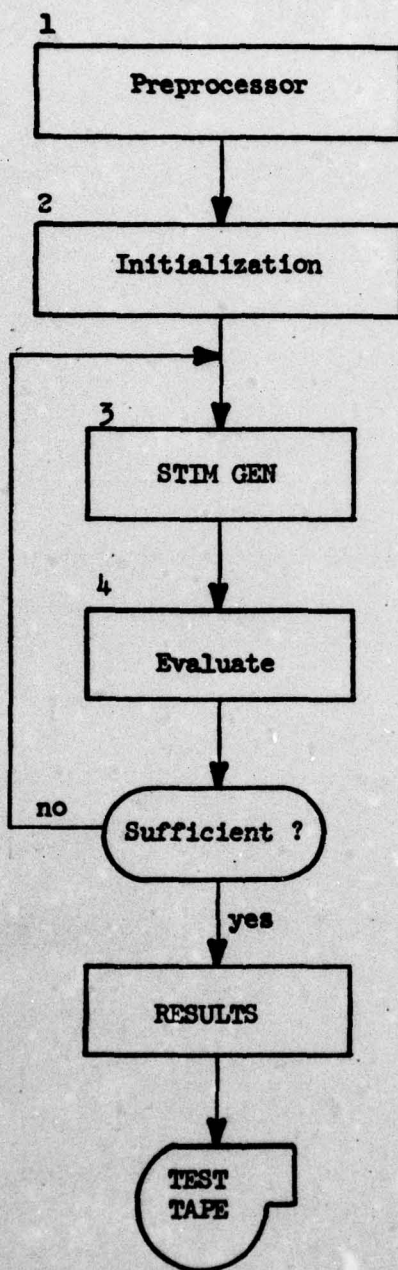 1
Preprocessor
2
Initialization
3
STIM GEN
4
Evaluate
no
Sufficient ?
yes
RESULTS
TEST
TAPE